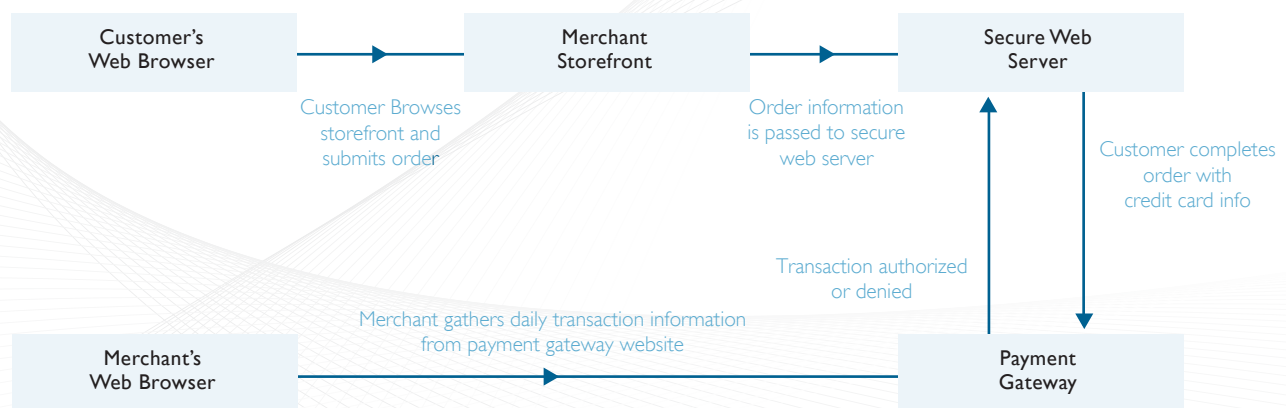 Customer's
Web Browser
Merchant
Storefront
Secure Web
Server
Customer Browses
storefront and
submits order
Order information
is passed to secure
web server
Customer completes
order with
credit card info
Transaction authorized
or denied
Merchant gathers daily transaction information
from payment gateway website
Merchant's
Web Browser
Payment
Gateway